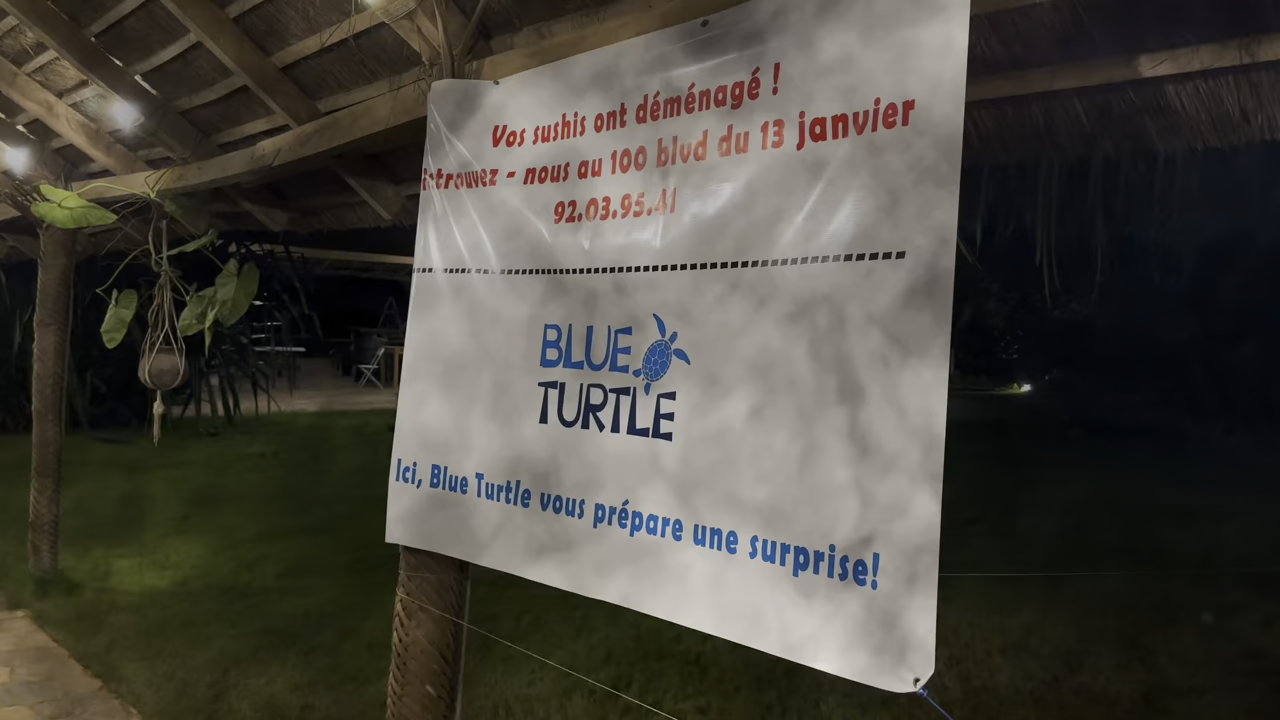 Vos sushis ont déménagé !
etrouvez - nous au 100 blvd du 13 janvier
92.03.95.41
BLUE
TURTLE
Ici, Blue Turtle vous prépare une surprise!